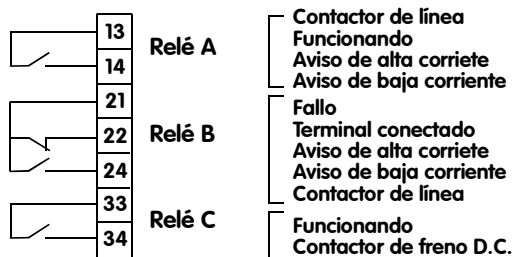 13
14
Relé A
Contactor de línea
Funcionando
Aviso de alta corriete
Aviso de baja corriente
21
22
24
Relé B
Fallo
Terminal conectado
Aviso de alta corriete
Aviso de baja corriente
Contactor de línea
33
34
Relé C
Funcionando
Contactor de freno D.C.